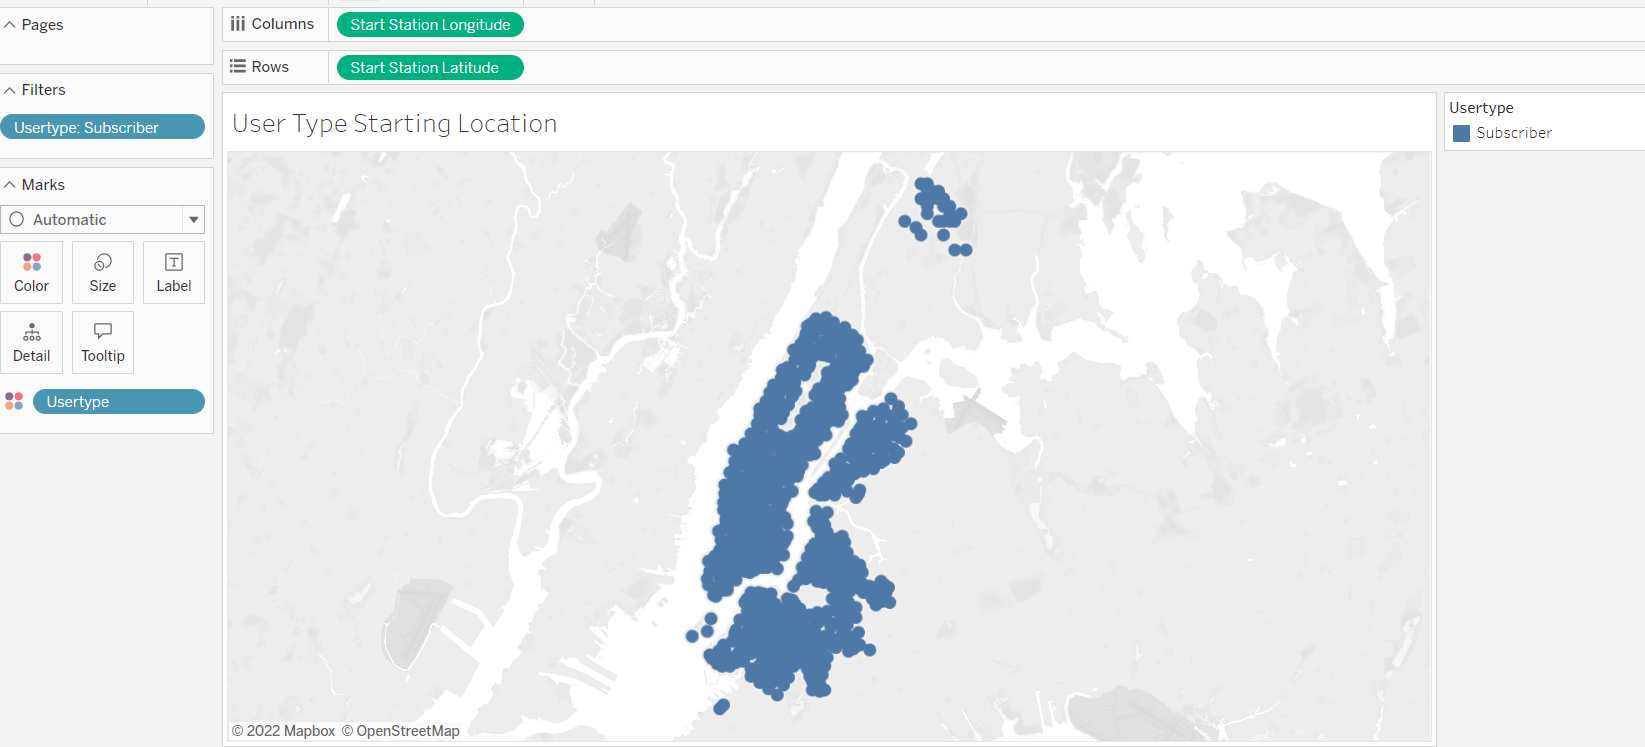 Pages
Columns
Start Station Longitude
Rows
Start Station Latitude
Filters
Usertype: Subscriber
Marks
Automatic
Color
Size
Label
Detail
Tooltip
Usertype
User Type Starting Location
Usertype
Subscriber
© 2022 Mapbox © OpenStreetMap